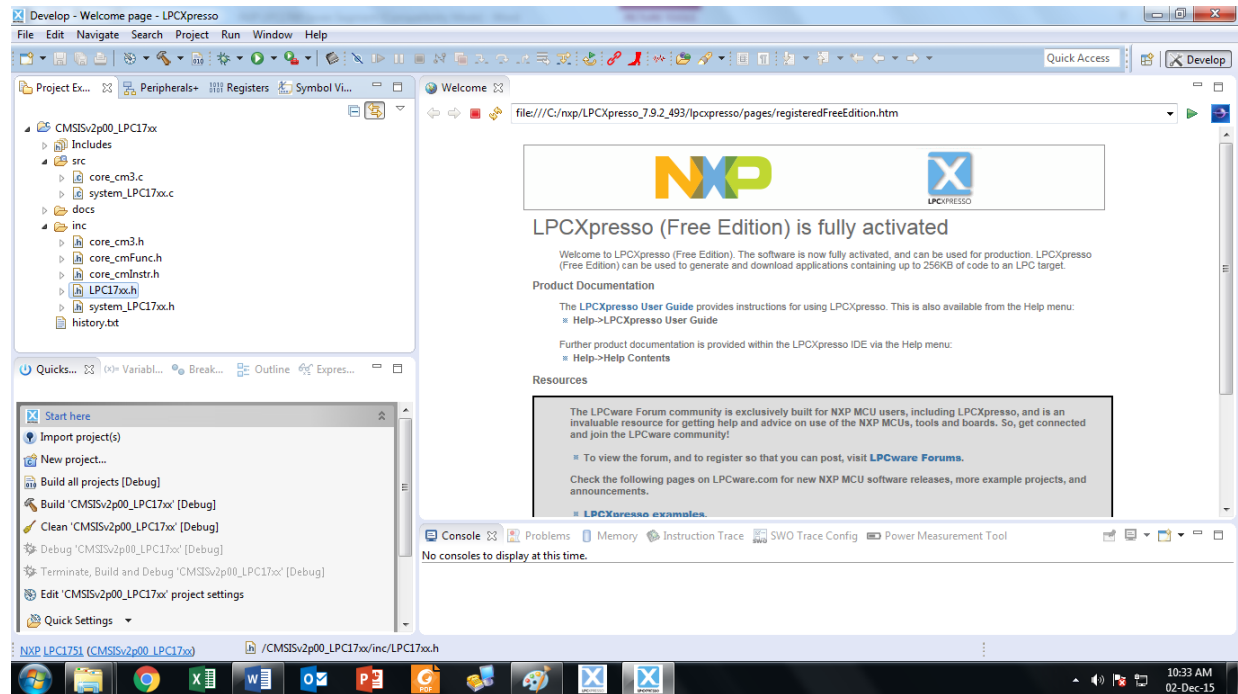 Develop - Welcome page - LPCXpresso
File Edit Navigate Search Project Run Window Help
Quick Access
Develop
Project Ex...
Peripherals+
Registers
Symbol Vi...
CMSISv2p00_LPC17xx
Includes
src
core_cm3.c
system_LPC17xx.c
docs
inc
core_cm3.h
core_cmFunc.h
core_cmInstr.h
LPC17xx.h
system_LPC17xx.h
history.txt
Quicks...
(x)= Variabl...
Break...
Outline
Expres...
Start here
Import project(s)
New project...
Build all projects [Debug]
Build 'CMSISv2p00_LPC17xx' [Debug]
Clean 'CMSISv2p00_LPC17xx' [Debug]
Debug 'CMSISv2p00_LPC17xx' [Debug]
Terminate, Build and Debug 'CMSISv2p00_LPC17xx' [Debug]
Edit 'CMSISv2p00_LPC17xx' project settings
Quick Settings
Welcome
file:///C:/nxp/LPCXpresso_7.9.2_493/lpcxpresso/pages/registeredFreeEdition.htm
NXP
LPCXPRESSO
LPCXpresso (Free Edition) is fully activated
Welcome to LPCXpresso (Free Edition). The software is now fully activated, and can be used for production. LPCXpresso
(Free Edition) can be used to generate and download applications containing up to 256KB of code to an LPC target.
Product Documentation
The LPCXpresso User Guide provides instructions for using LPCXpresso. This is also available from the Help menu:
Help->LPCXpresso User Guide
Further product documentation is provided within the LPCXpresso IDE via the Help menu:
Help->Help Contents
Resources
The LPCware Forum community is exclusively built for NXP MCU users, including LPCXpresso, and is an
invaluable resource for getting help and advice on use of the NXP MCUs, tools and boards. So, get connected
and join the LPCware community!
To view the forum, and to register so that you can post, visit LPCware Forums.
Check the following pages on LPCware.com for new NXP MCU software releases, more example projects, and
announcements.
LPCXpresso examples.
Console
Problems
Memory
Instruction Trace
SWO Trace Config
Power Measurement Tool
No consoles to display at this time.
NXP LPC1751 (CMSISv2p00_LPC17xx)
/CMSISv2p00_LPC17xx/inc/LPC17xx.h
10:33 AM
02-Dec-15